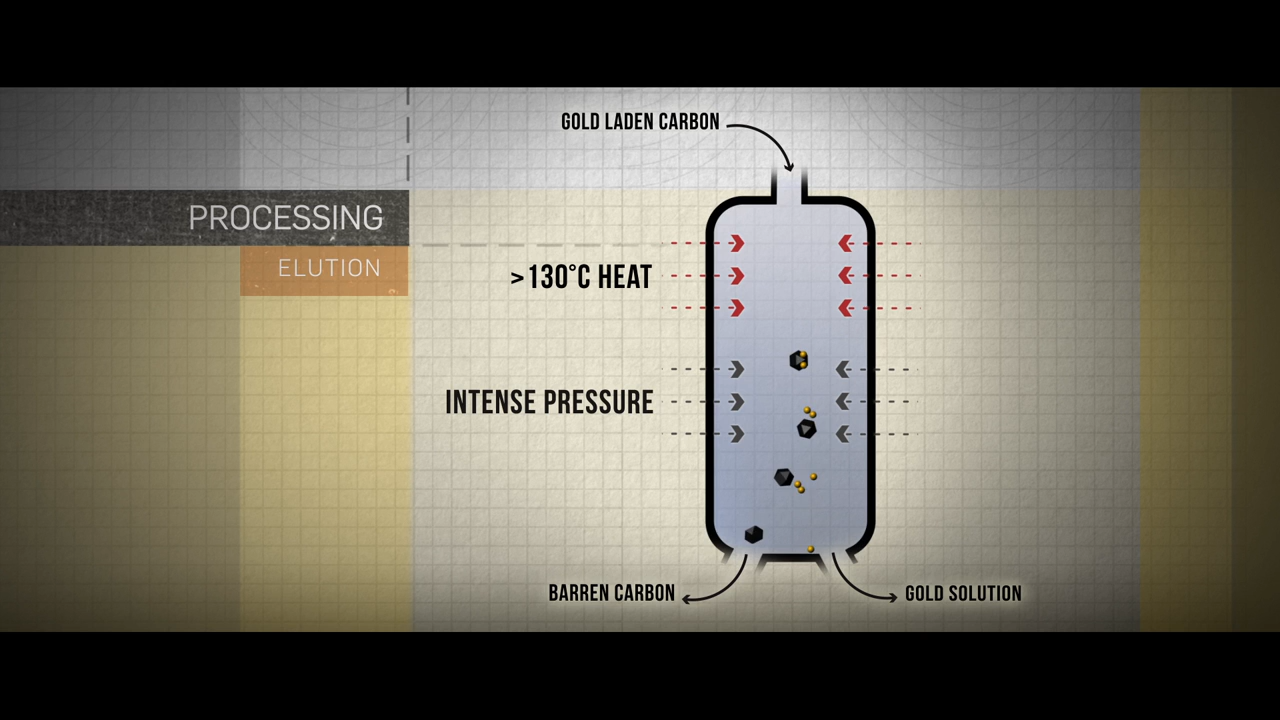 GOLD LADEN CARBON
PROCESSING
ELUTION
>130°C HEAT
INTENSE PRESSURE
BARREN CARBON
GOLD SOLUTION